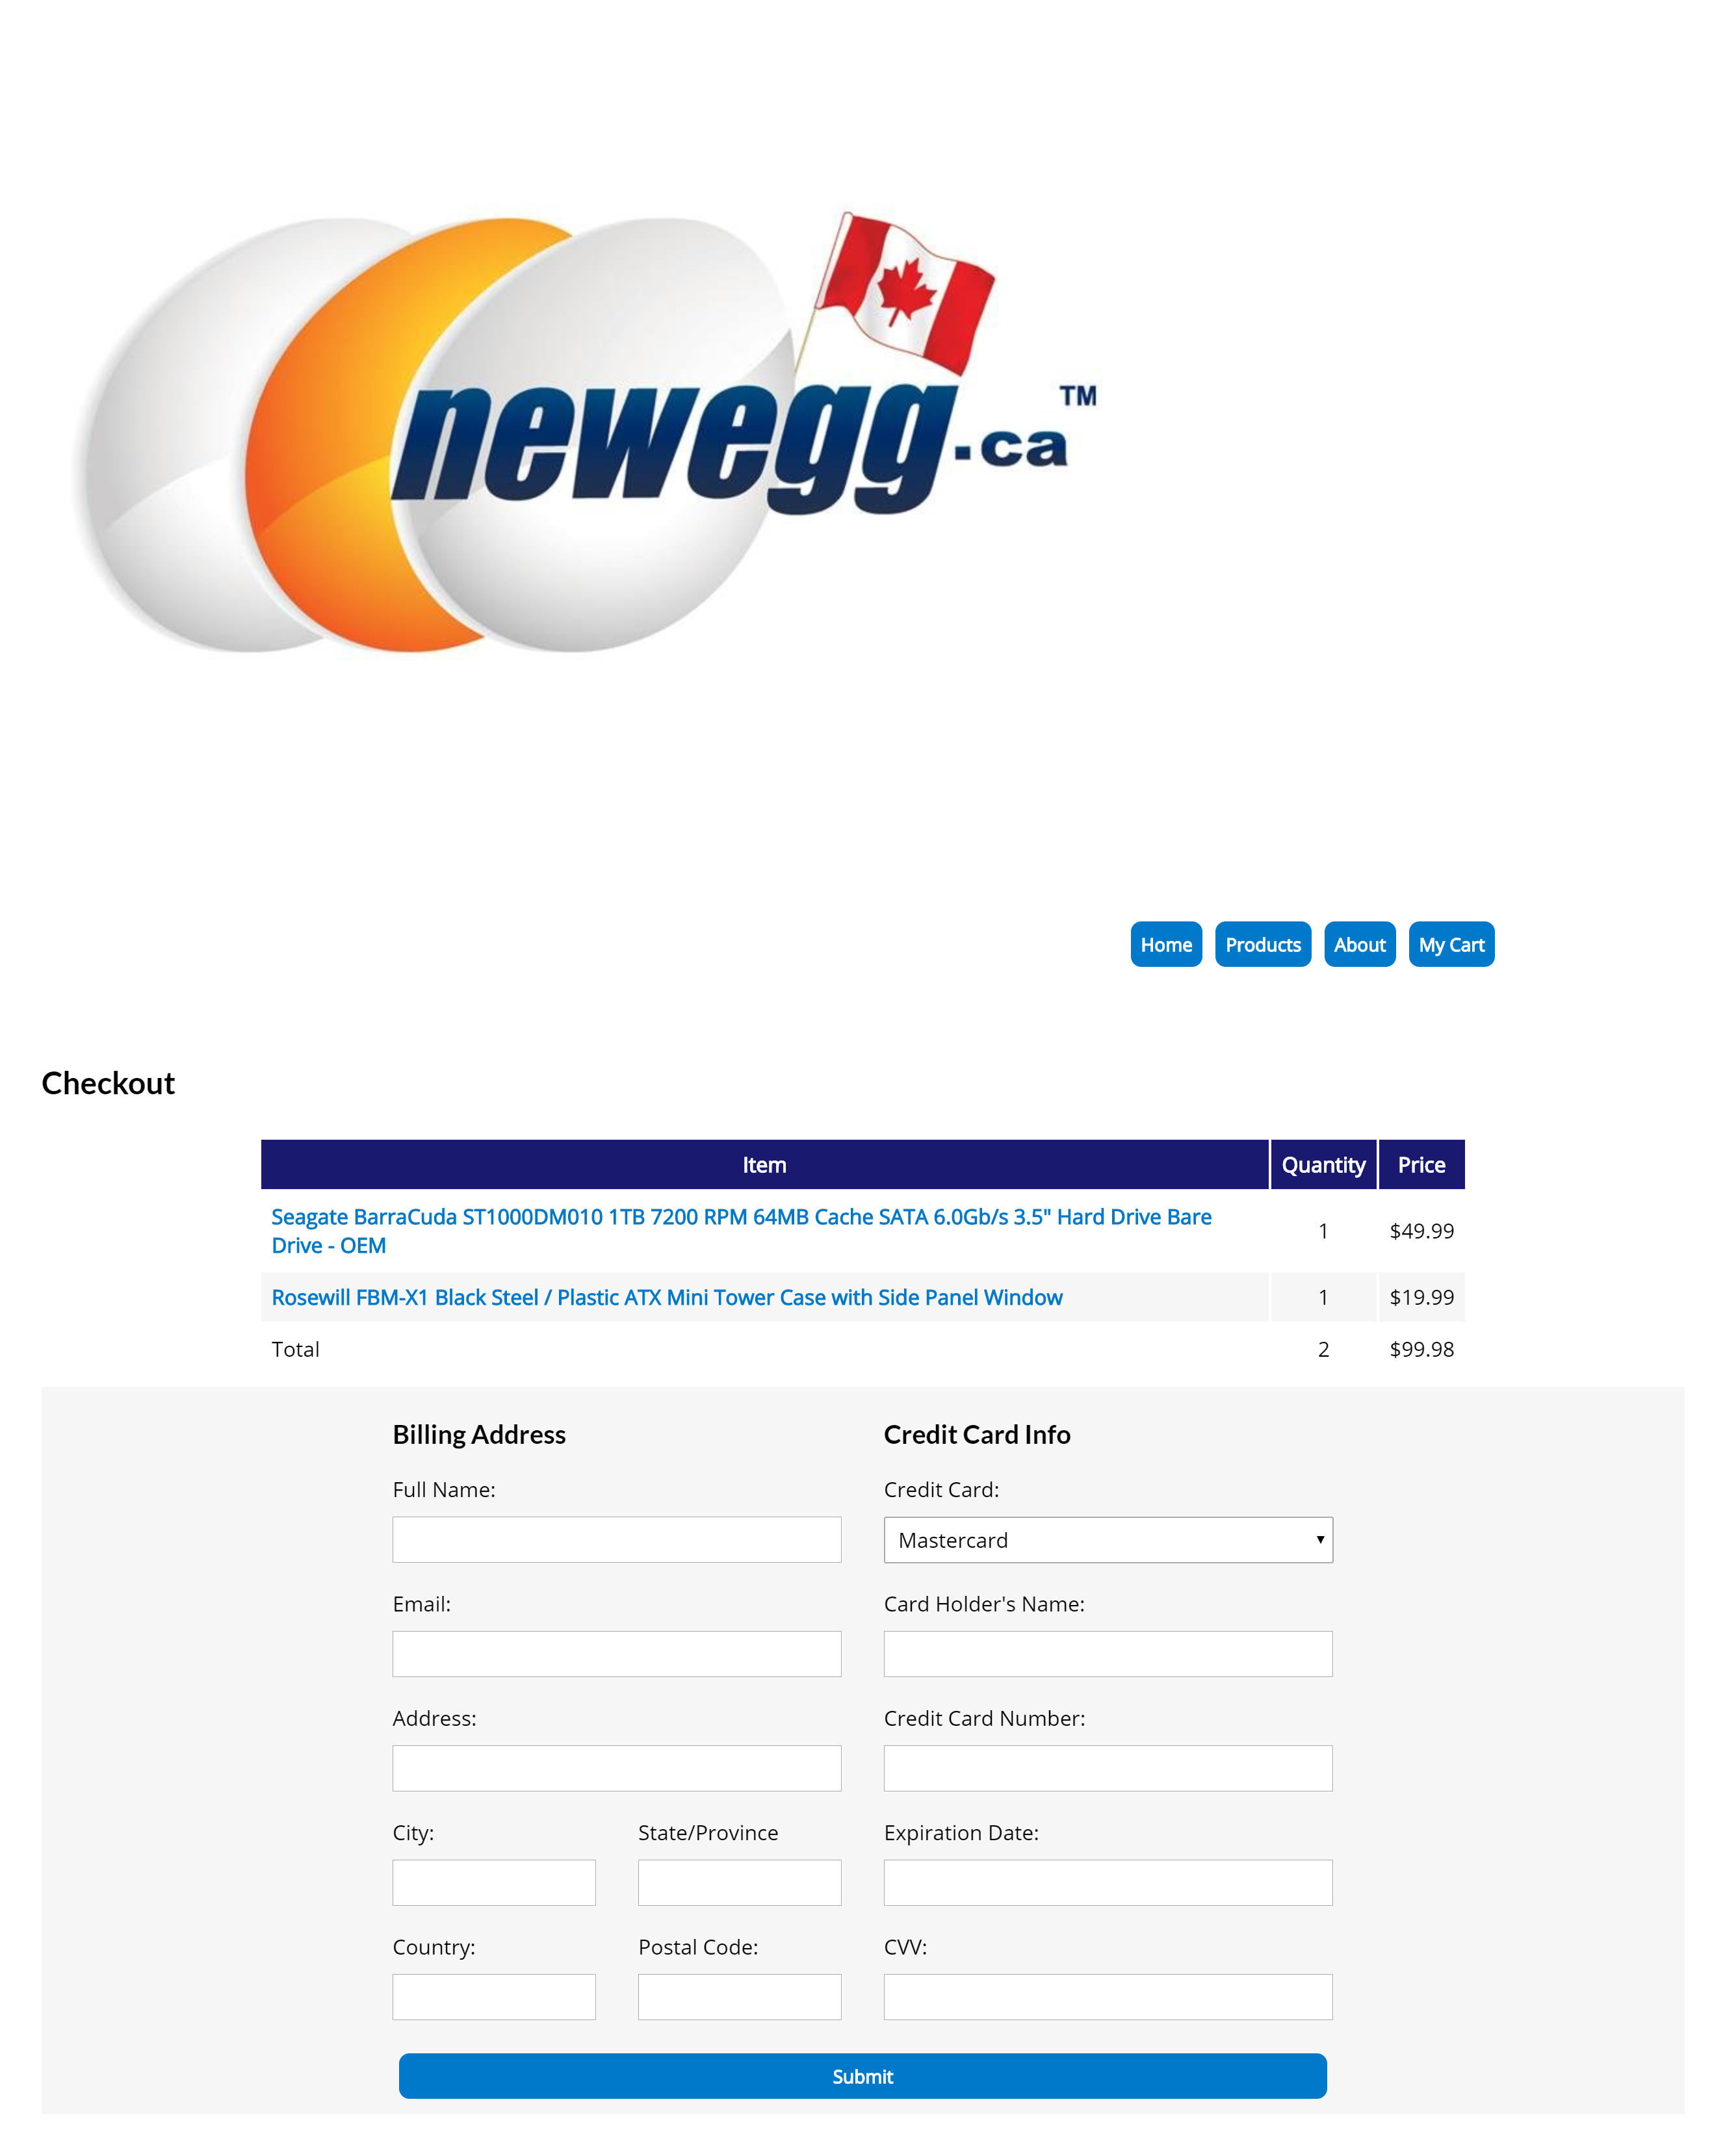 newegg.ca™
Home Products About My Cart
Checkout
Item Quantity Price
Seagate BarraCuda ST1000DM010 1TB 7200 RPM 64MB Cache SATA 6.0Gb/s 3.5" Hard Drive Bare
Drive - OEM 1 $49.99
Rosewill FBM-X1 Black Steel / Plastic ATX Mini Tower Case with Side Panel Window 1 $19.99
Total 2 $99.98
Billing Address
Full Name:
Email:
Address:
City: State/Province
Country: Postal Code:
Credit Card Info
Credit Card:
Mastercard
Card Holder's Name:
Credit Card Number:
Expiration Date:
CVV:
Submit